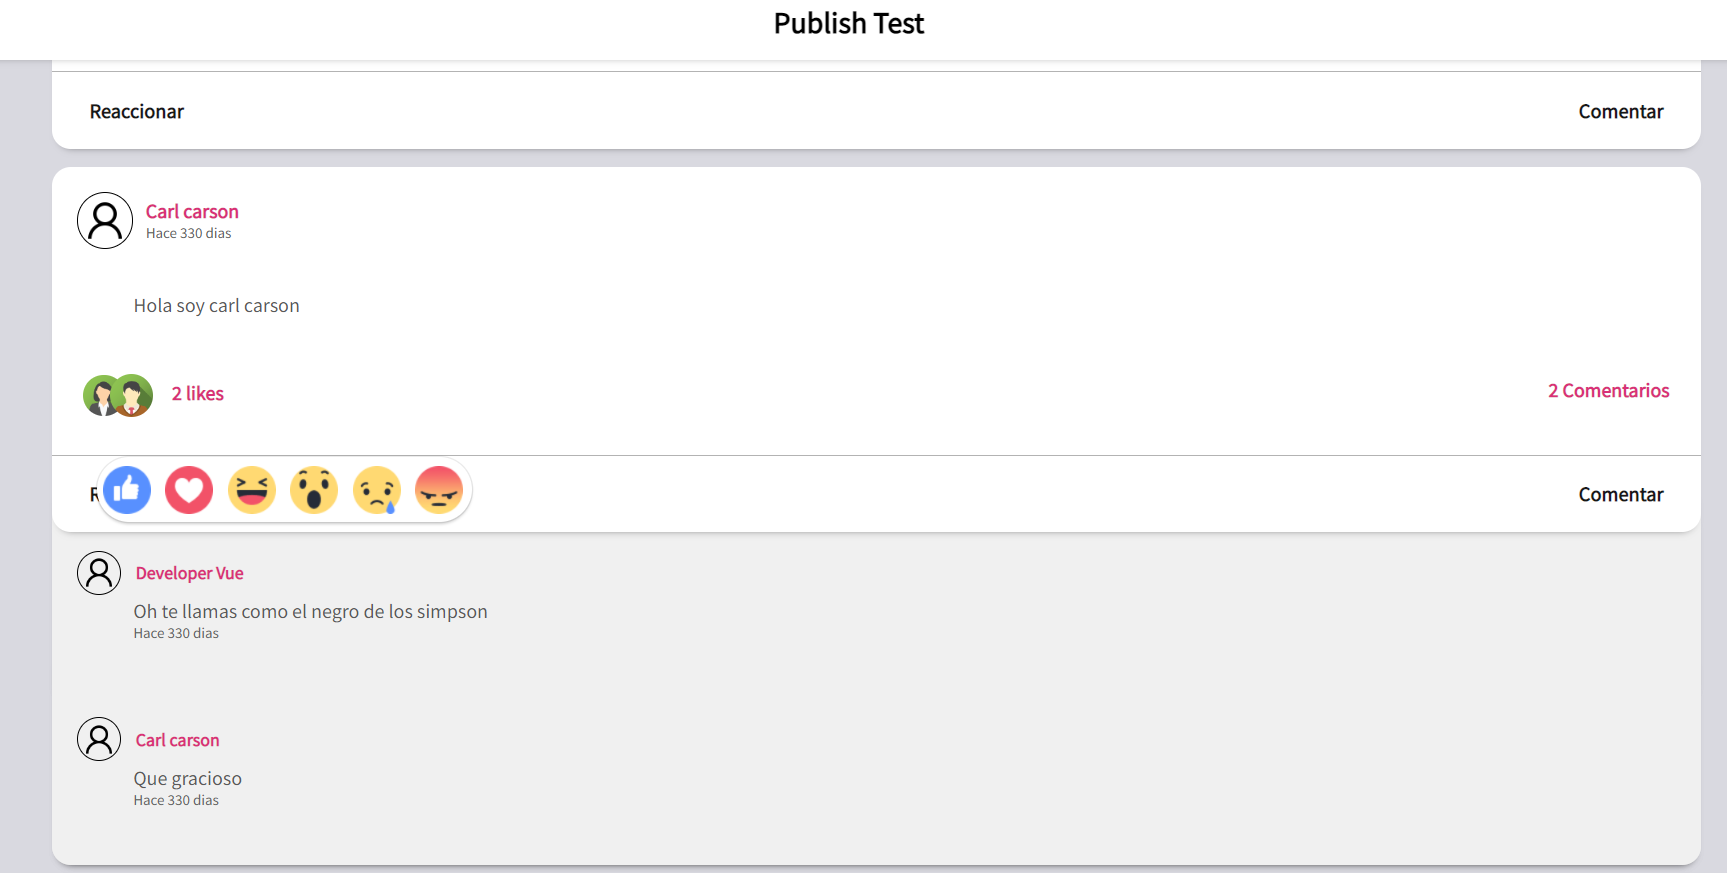 Publish Test
Reaccionar
Comentar
Carl carson
Hace 330 dias
Hola soy carl carson
2 likes
2 Comentarios
Comentar
Developer Vue
Oh te llamas como el negro de los simpson
Hace 330 dias
Carl carson
Que gracioso
Hace 330 dias